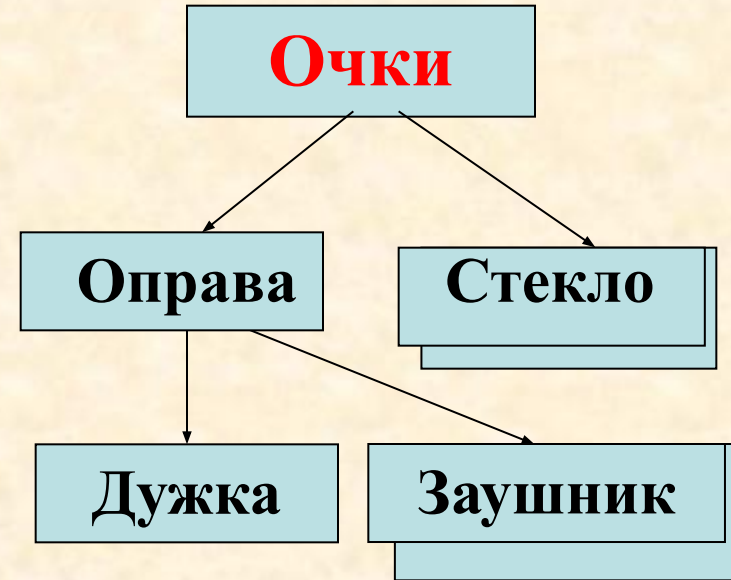 Очки
Оправа
Стекло
Дужка
Заушник